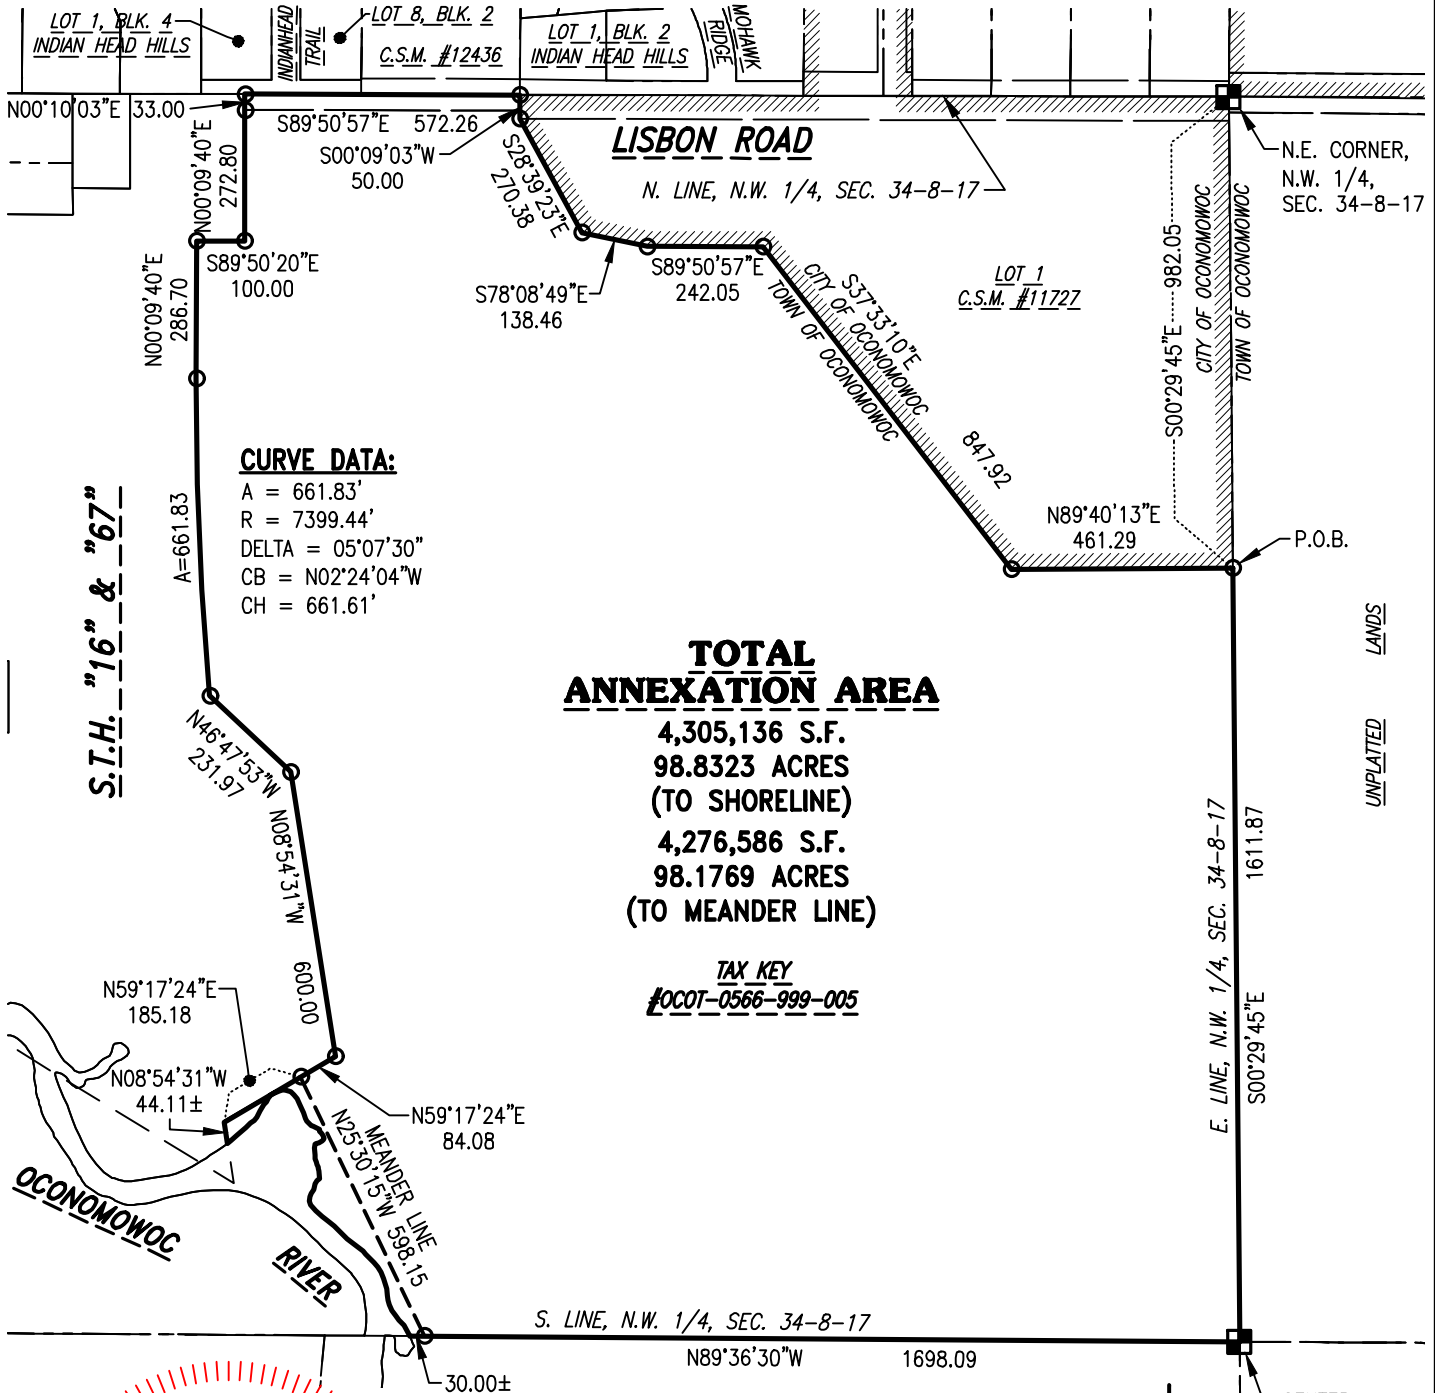 LOT 1, BLK. 4
INDIAN HEAD HILLS
INDIANHEAD
TRAIL
LOT 8, BLK. 2
C.S.M. #12436
LOT 1, BLK. 2
INDIAN HEAD HILLS
MOHAWK
RIDGE
N00°10'03"E 33.00
S89°50'57"E 572.26
S00°09'03"W
50.00
N00°09'40"E
272.80
S28°39'23"E
270.38
LISBON ROAD
N. LINE, N.W. 1/4, SEC. 34-8-17
N.E. CORNER,
N.W. 1/4,
SEC. 34-8-17
S89°50'20"E
100.00
N00°09'40"E
286.70
S78°08'49"E
138.46
S89°50'57"E
242.05
S37°33'10"E
847.92
CITY OF OCONOMOWOC
TOWN OF OCONOMOWOC
LOT 1
C.S.M. #11727
S00°29'45"E 982.05
CITY OF OCONOMOWOC
TOWN OF OCONOMOWOC
CURVE DATA:
A = 661.83'
R = 7399.44'
DELTA = 05°07'30"
CB = N02°24'04"W
CH = 661.61'
A=661.83
S.T.H. "16" & "67"
N89°40'13"E
461.29
P.O.B.
UNPLATTED LANDS
TOTAL
ANNEXATION AREA
4,305,136 S.F.
98.8323 ACRES
(TO SHORELINE)
4,276,586 S.F.
98.1769 ACRES
(TO MEANDER LINE)
TAX KEY
#OCOT-0566-999-005
N46°47'53"W
231.97
N08°54'31"W 600.00
E. LINE, N.W. 1/4, SEC. 34-8-17
S00°29'45"E 1611.87
N59°17'24"E
185.18
N08°54'31"W
44.11±
N59°17'24"E
84.08
MEANDER LINE
N25°30'15"W 598.15
OCONOMOWOC
RIVER
S. LINE, N.W. 1/4, SEC. 34-8-17
N89°36'30"W 1698.09
30.00±